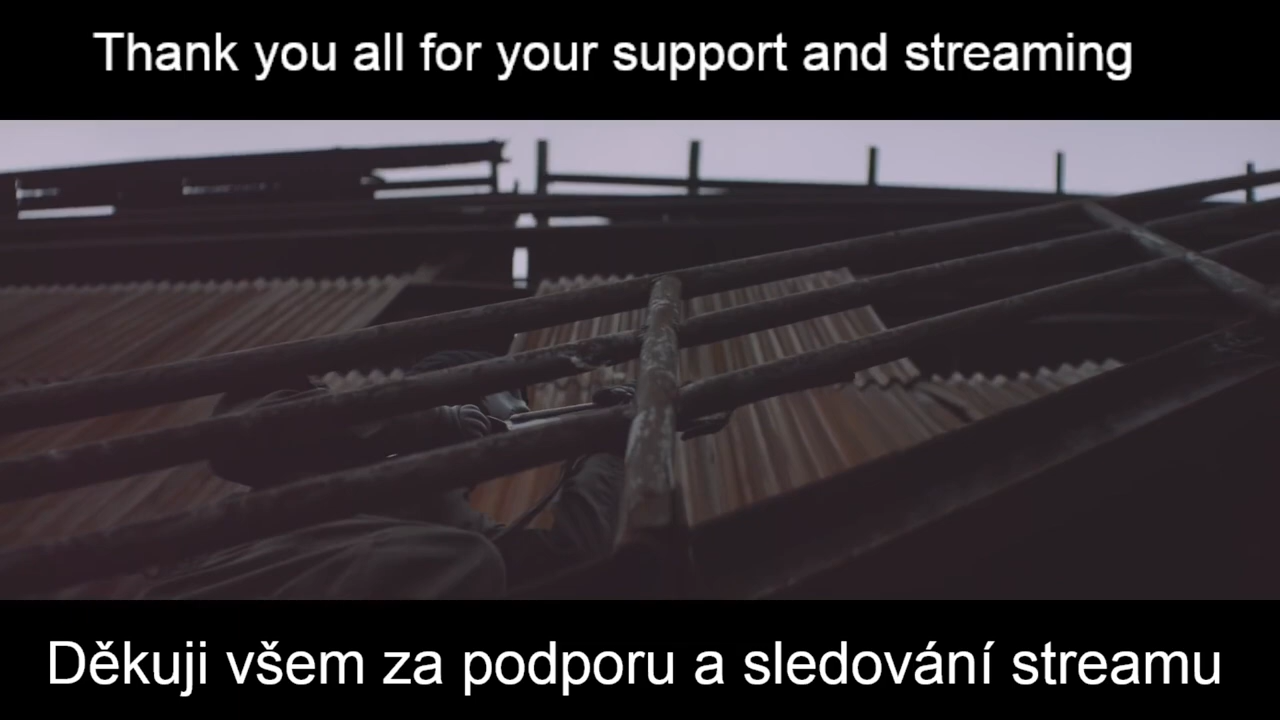 Thank you all for your support and streaming
Děkuji všem za podporu a sledování streamu